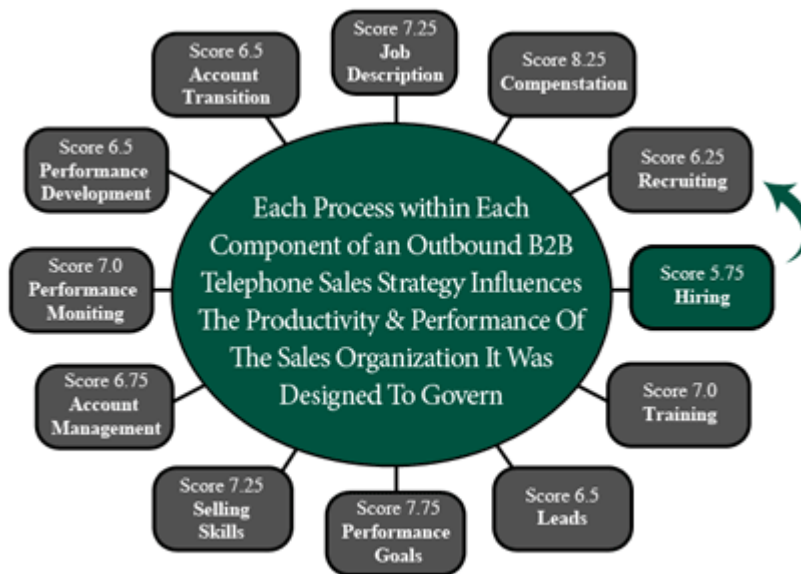 Score 7.25
Job
Description
Score 8.25
Compenstation
Score 6.25
Recruiting
Score 5.75
Hiring
Score 7.0
Training
Score 6.5
Leads
Score 7.75
Performance
Goals
Score 7.25
Selling
Skills
Score 6.75
Account
Management
Score 7.0
Performance
Moniting
Score 6.5
Performance
Development
Score 6.5
Account
Transition
Each Process within Each
Component of an Outbound B2B
Telephone Sales Strategy Influences
The Productivity & Performance Of
The Sales Organization It Was
Designed To Govern